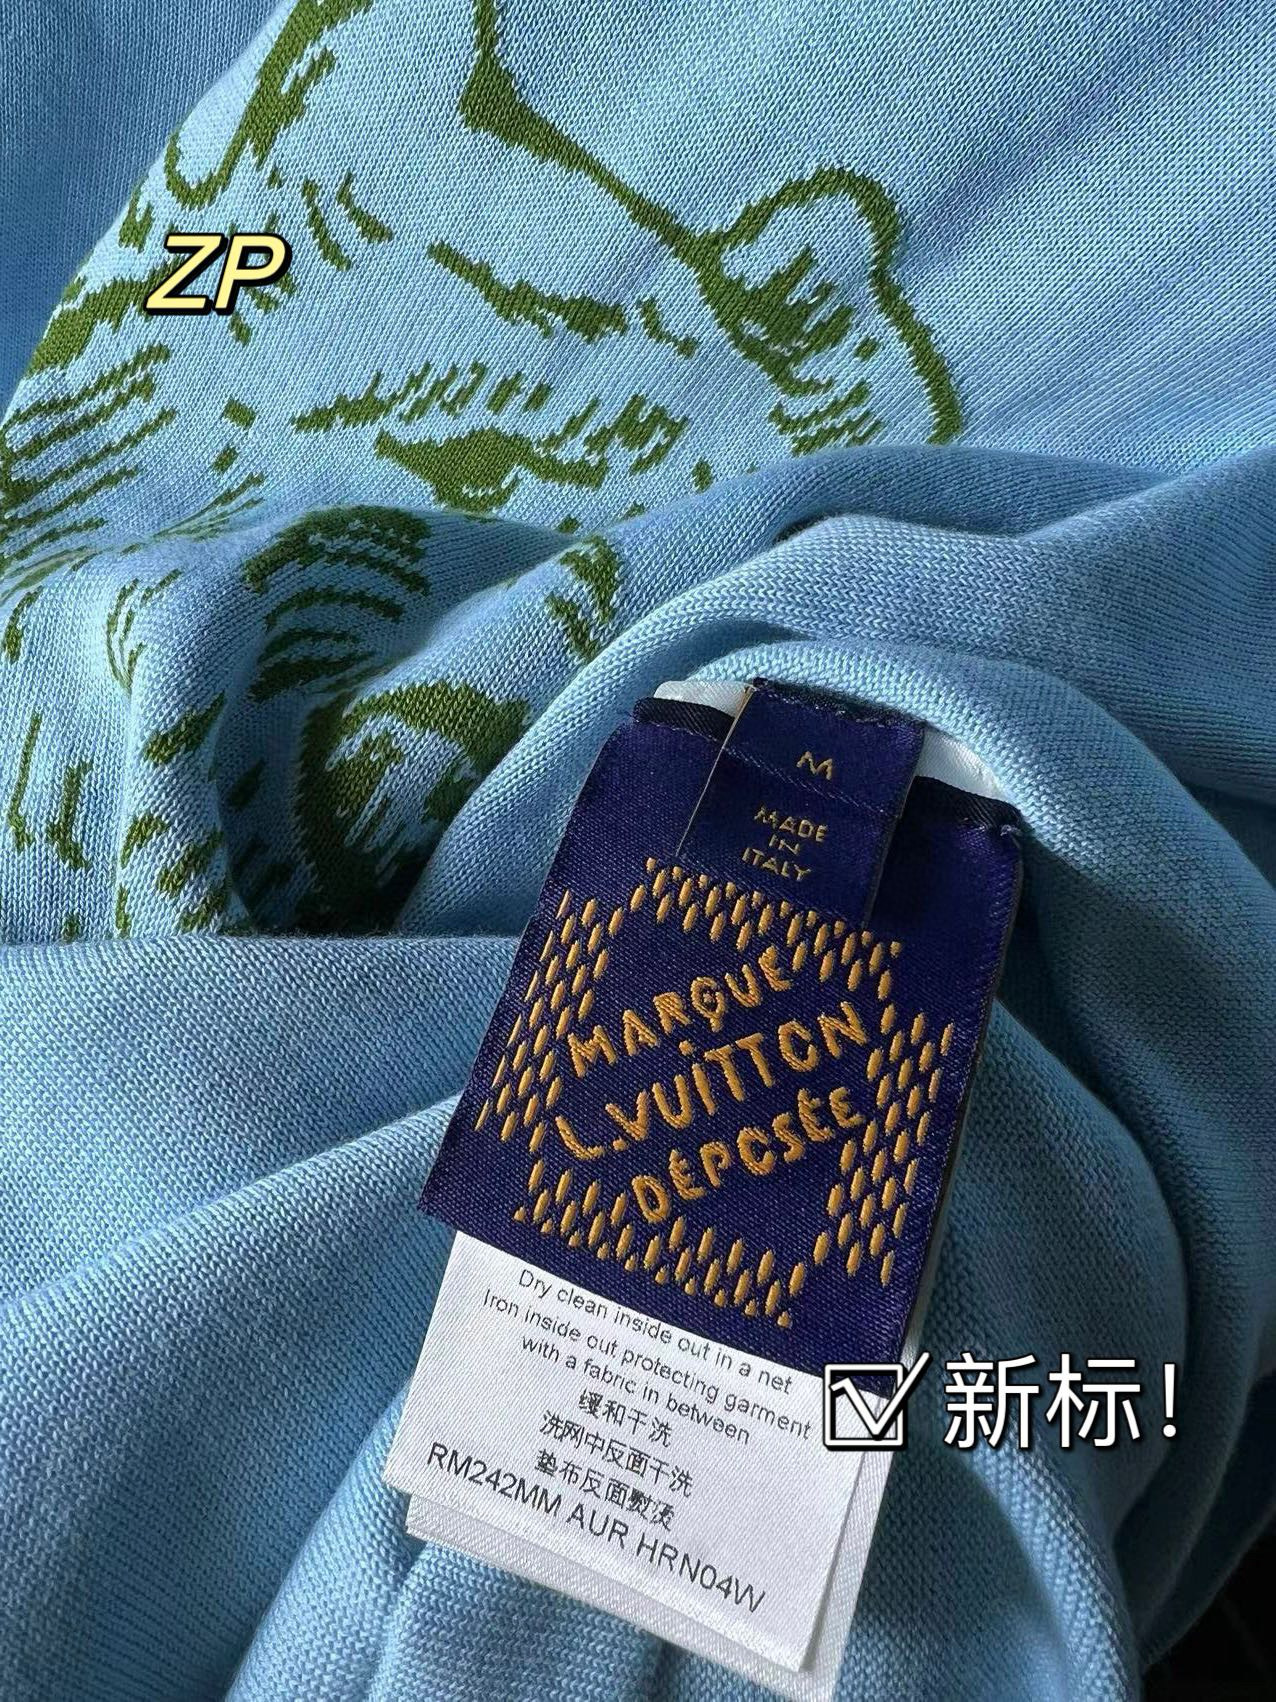 ZP
M
MADE
IN
ITALY
MARQUE
L.VUiTTON
DÉPOSÉE
Dry clean inside out in a net
Iron inside out protecting garment
with a fabric in between
缓和干洗
洗网中反面干洗
垫布反面熨烫
RM242MM AUR HRN04W
☑新标!